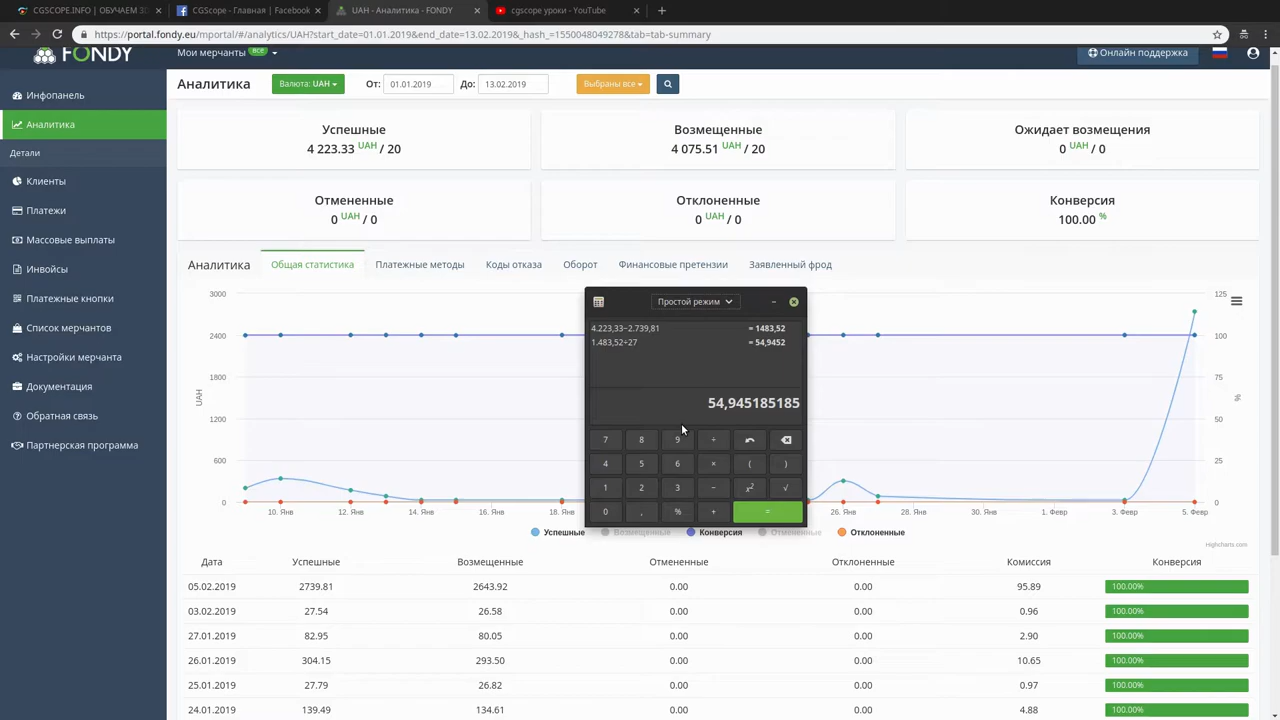 CGSCOPE.INFO | ОБУЧАЕМ 3D
CGScope - Главная | Facebook
UAH - Аналитика - FONDY
cgscope уроки - YouTube
https://portal.fondy.eu/mportal/#/analytics/UAH?start_date=01.01.2019&end_date=13.02.2019&_hash_=1550048049278&tab=tab-summary
FONDY
Мои мерчанты все
Онлайн поддержка
Аналитика
Валюта: UAH
От: 01.01.2019
До: 13.02.2019
Выбраны все
Инфопанель
Аналитика
Детали
Клиенты
Платежи
Массовые выплаты
Инвойсы
Платежные кнопки
Список мерчантов
Настройки мерчанта
Документация
Обратная связь
Партнерская программа
Успешные
4 223.33 UAH / 20
Возмещенные
4 075.51 UAH / 20
Ожидает возмещения
0 UAH / 0
Отмененные
0 UAH / 0
Отклоненные
0 UAH / 0
Конверсия
100.00 %
Аналитика
Общая статистика
Платежные методы
Коды отказа
Оборот
Финансовые претензии
Заявленный фрод
3000
2400
1800
1200
600
0
UAH
125
100
75
50
25
0
%
10. Янв
12. Янв
14. Янв
16. Янв
18. Янв
26. Янв
28. Янв
30. Янв
1. Февр
3. Февр
5. Февр
Простой режим
4.223,33−2.739,81 = 1483,52
1.483,52÷27 = 54,9452
54,945185185
7 8 9 ÷
4 5 6 × ( )
1 2 3 − x² √
0 , % + =
Успешные
Возмещенные
Конверсия
Отмененные
Отклоненные
Highcharts.com
Дата Успешные Возмещенные Отмененные Отклоненные Комиссия Конверсия
05.02.2019 2739.81 2643.92 0.00 0.00 95.89 100.00%
03.02.2019 27.54 26.58 0.00 0.00 0.96 100.00%
27.01.2019 82.95 80.05 0.00 0.00 2.90 100.00%
26.01.2019 304.15 293.50 0.00 0.00 10.65 100.00%
25.01.2019 27.79 26.82 0.00 0.00 0.97 100.00%
24.01.2019 139.49 134.61 0.00 0.00 4.88 100.00%